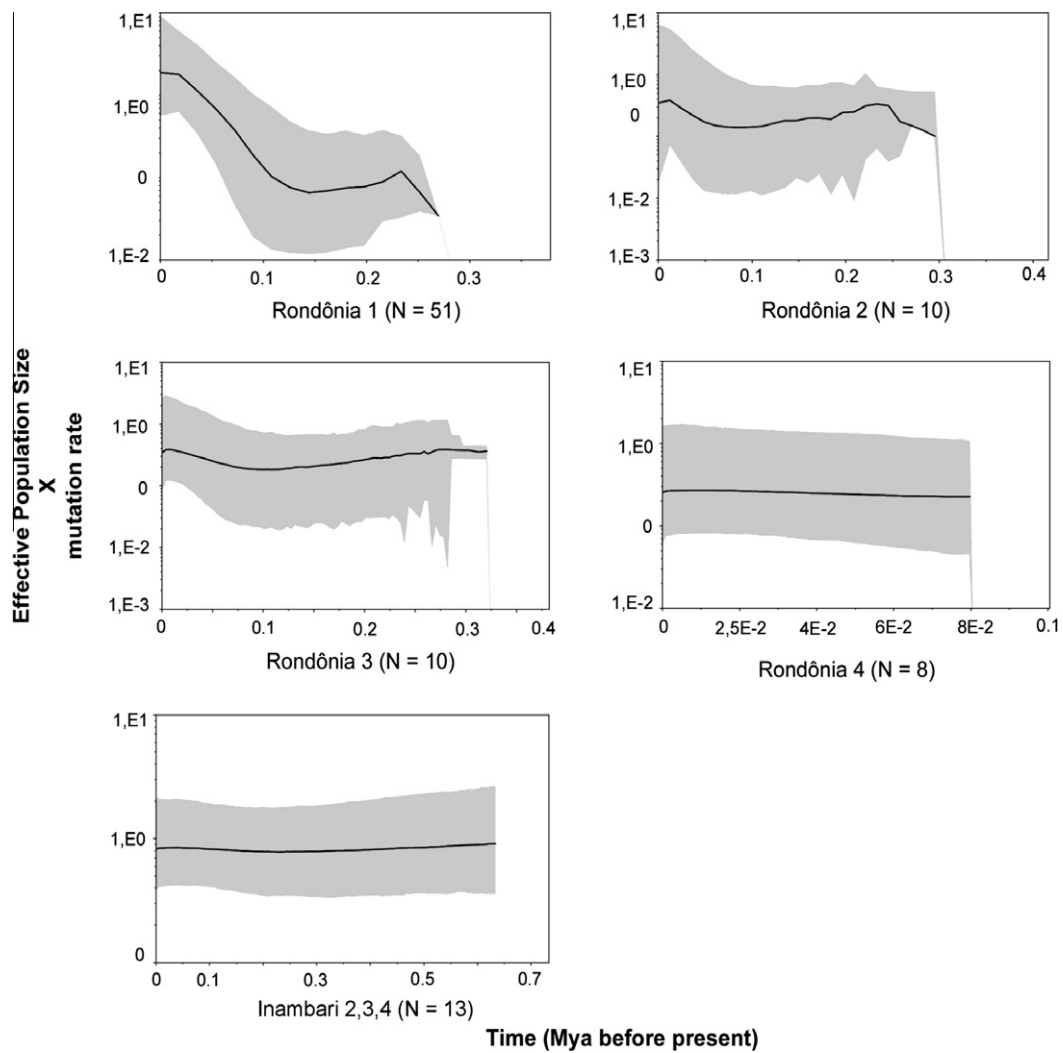 Effective Population Size
X
mutation rate
1,E1
1,E0
0
1,E-2
0 0.1 0.2 0.3
Rondônia 1 (N = 51)
1,E1
1,E0
0
1,E-2
1,E-3
0 0.1 0.2 0.3 0.4
Rondônia 2 (N = 10)
1,E1
1,E0
0
1,E-2
1,E-3
0 0.1 0.2 0.3 0.4
Rondônia 3 (N = 10)
1,E1
1,E0
0
1,E-2
0 2,5E-2 4E-2 6E-2 8E-2 0.1
Rondônia 4 (N = 8)
1,E1
1,E0
0
0 0.1 0.3 0.5 0.7
Inambari 2,3,4 (N = 13)
Time (Mya before present)